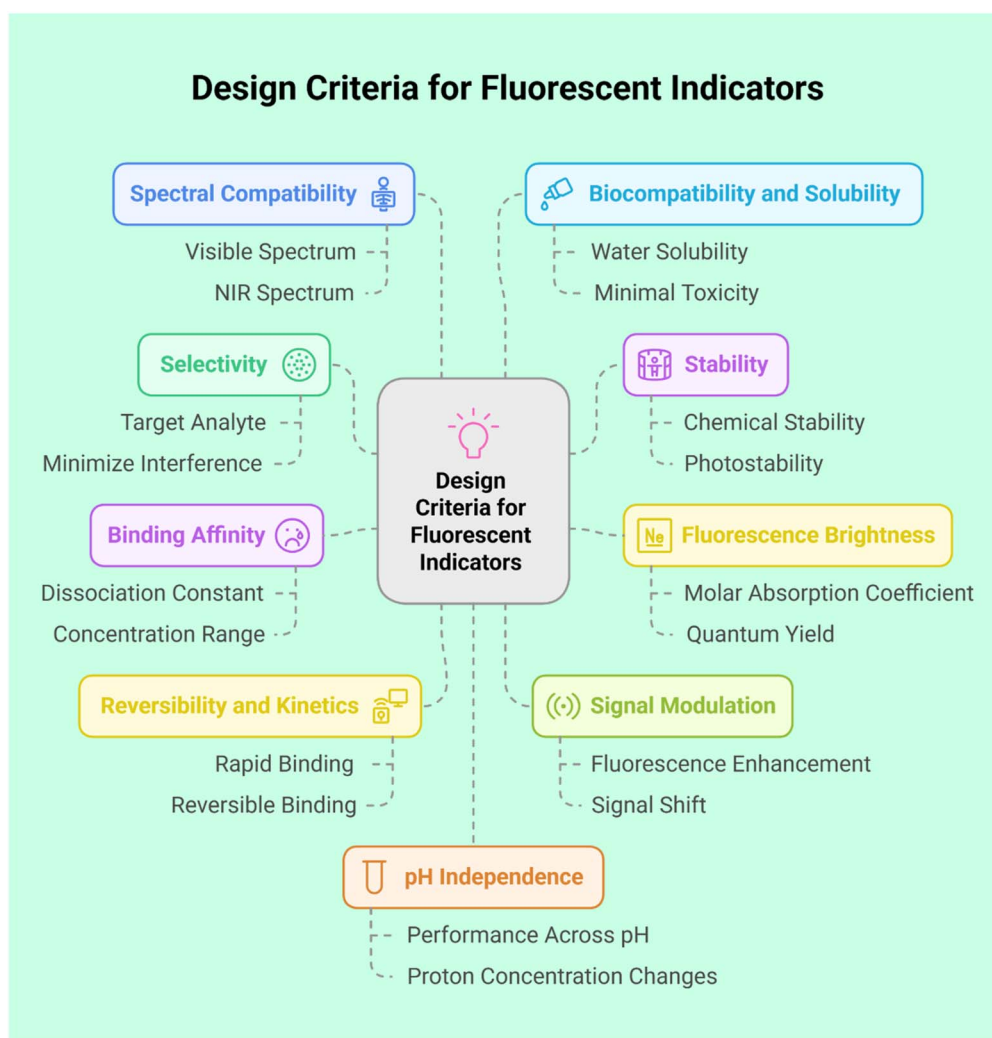 Design Criteria for Fluorescent Indicators
Spectral Compatibility
Visible Spectrum
NIR Spectrum
Biocompatibility and Solubility
Water Solubility
Minimal Toxicity
Selectivity
Target Analyte
Minimize Interference
Stability
Chemical Stability
Photostability
Design
Criteria for
Fluorescent
Indicators
Binding Affinity
Dissociation Constant
Concentration Range
Ne
Fluorescence Brightness
Molar Absorption Coefficient
Quantum Yield
Reversibility and Kinetics
Rapid Binding
Reversible Binding
Signal Modulation
Fluorescence Enhancement
Signal Shift
pH Independence
Performance Across pH
Proton Concentration Changes